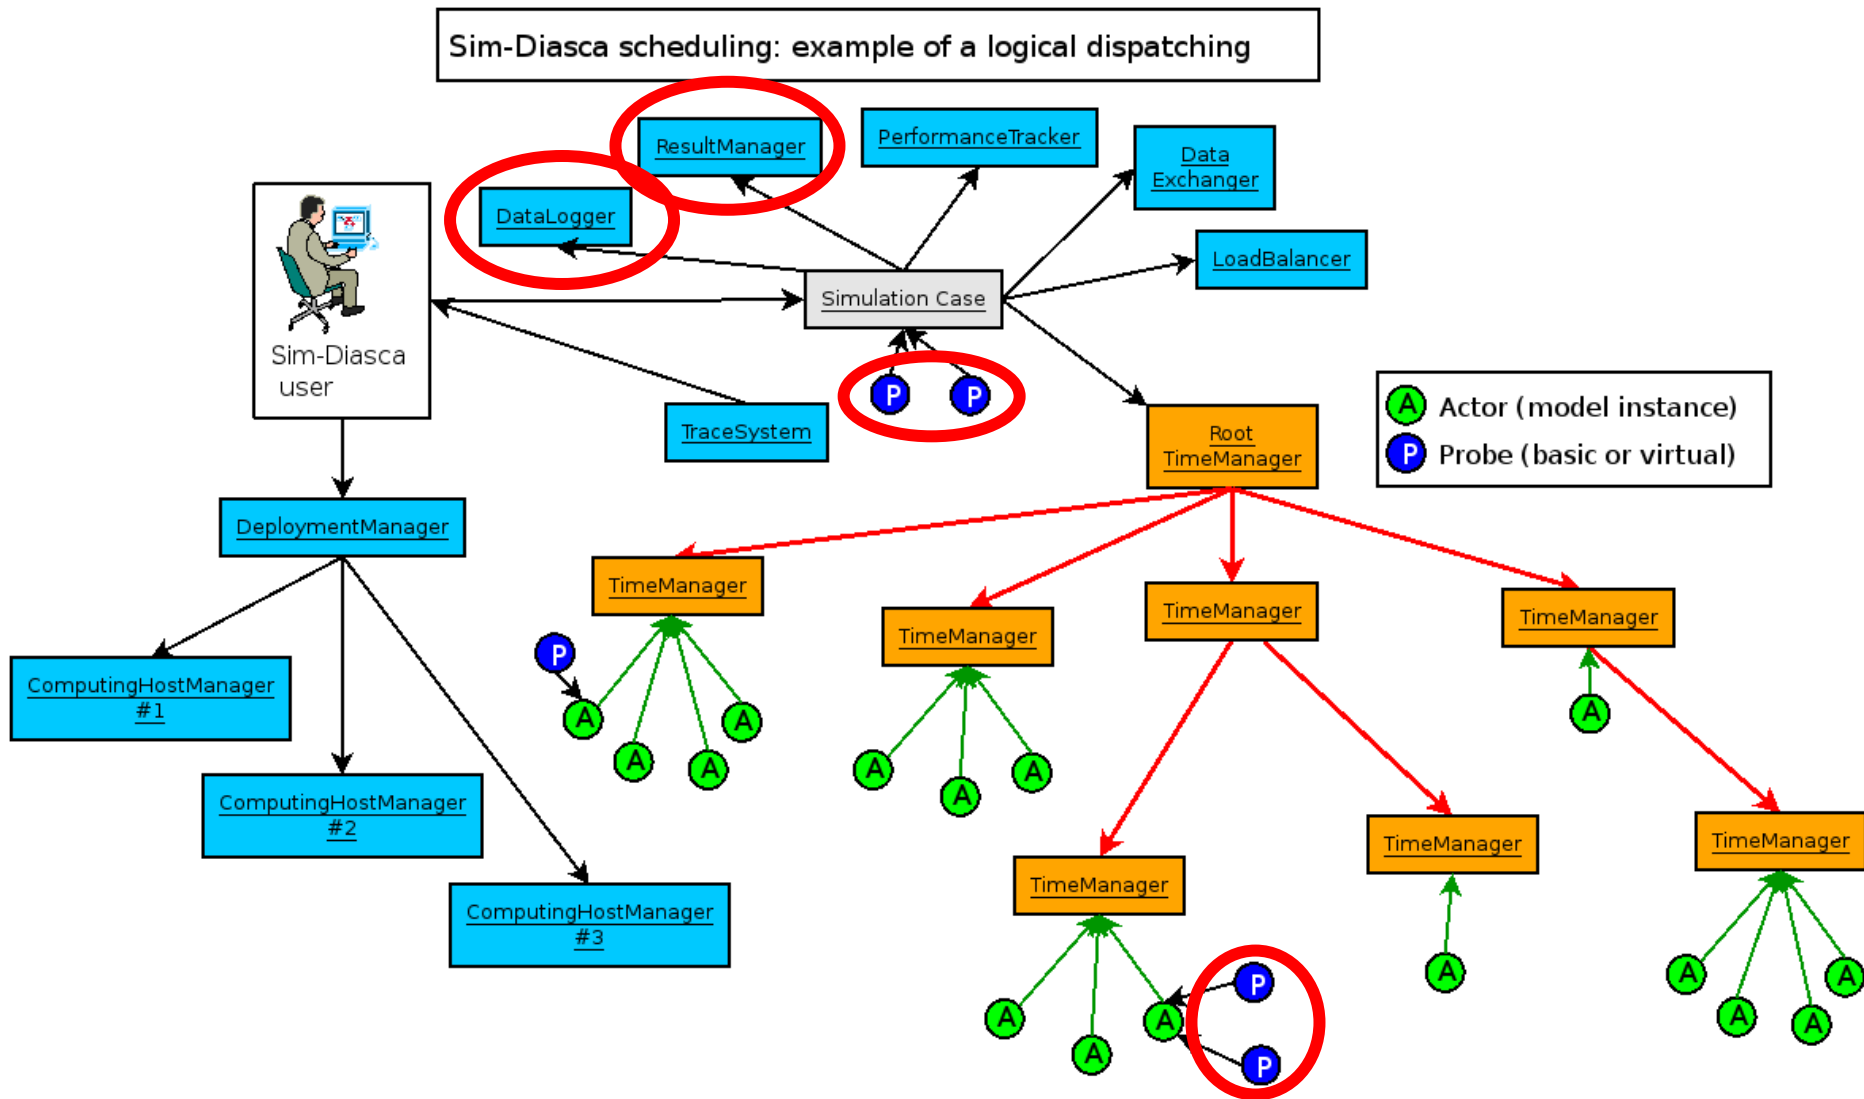 Sim-Diasca scheduling: example of a logical dispatching
ResultManager
PerformanceTracker
Data
Exchanger
DataLogger
LoadBalancer
Simulation Case
Sim-Diasca
user
P
P
TraceSystem
Root
TimeManager
A Actor (model instance)
P Probe (basic or virtual)
DeploymentManager
TimeManager
TimeManager
TimeManager
TimeManager
P
A
A
A
A
A
A
A
A
ComputingHostManager
#1
ComputingHostManager
#2
ComputingHostManager
#3
TimeManager
TimeManager
TimeManager
A
A
A
P
P
A
A
A
A
A